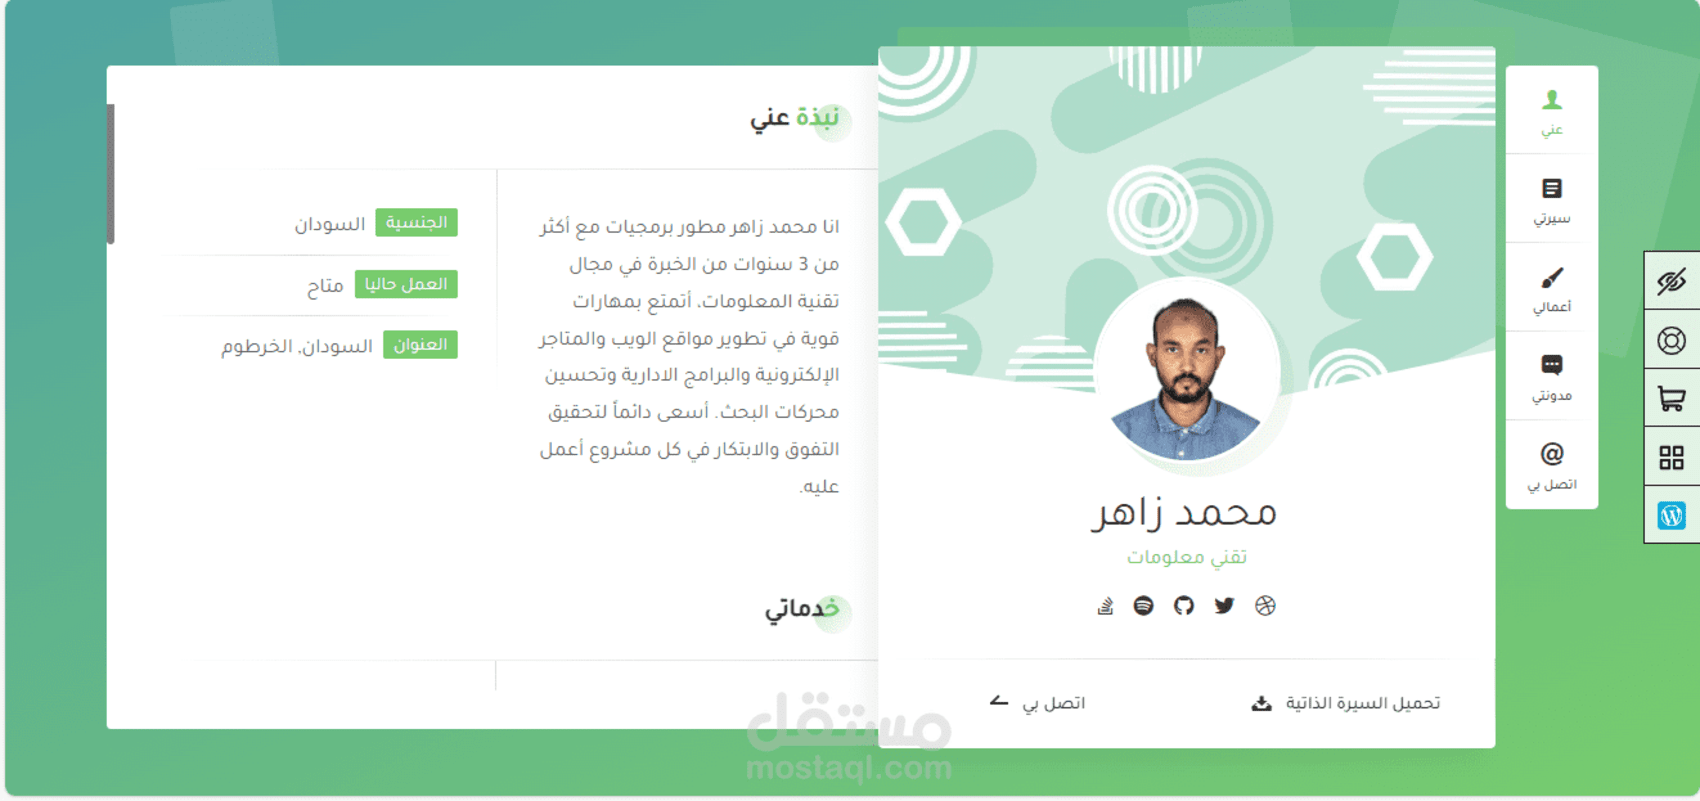 عني
سيرتي
أعمالي
مدونتي
اتصل بي
محمد زاهر
تقني معلومات
تحميل السيرة الذاتية
اتصل بي
نبذة عني
انا محمد زاهر مطور برمجيات مع أكثر
من 3 سنوات من الخبرة في مجال
تقنية المعلومات، أتمتع بمهارات
قوية في تطوير مواقع الويب والمتاجر
الإلكترونية والبرامج الادارية وتحسين
محركات البحث. أسعى دائماً لتحقيق
التفوق والابتكار في كل مشروع أعمل
عليه.
الجنسية السودان
العمل حاليا متاح
العنوان السودان, الخرطوم
خدماتي
مستقل
mostaql.com